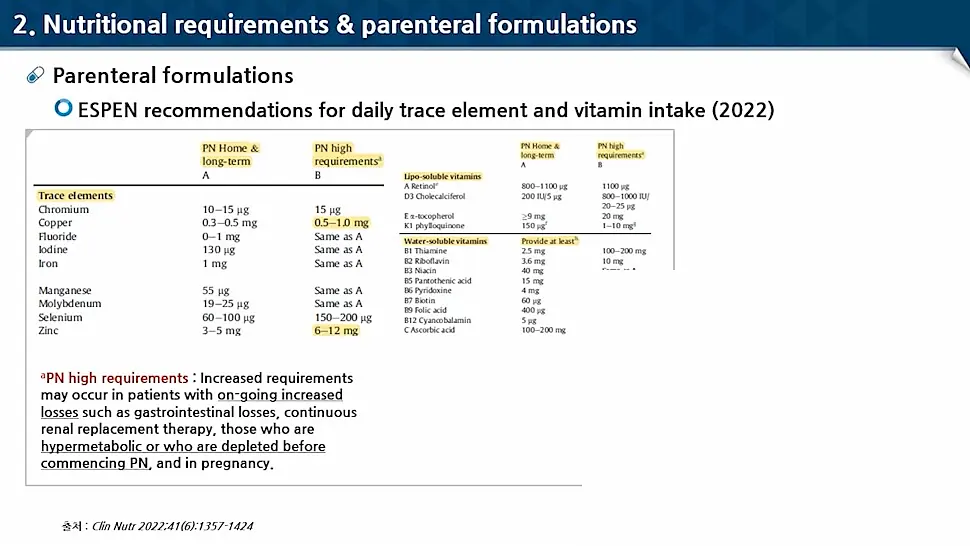 2. Nutritional requirements & parenteral formulations
Parenteral formulations
ESPEN recommendations for daily trace element and vitamin intake (2022)
PN Home & long-term A PN high requirementsᵃ B
Trace elements
Chromium 10–15 μg 15 μg
Copper 0.3–0.5 mg 0.5–1.0 mg
Fluoride 0–1 mg Same as A
Iodine 130 μg Same as A
Iron 1 mg Same as A
Manganese 55 μg Same as A
Molybdenum 19–25 μg Same as A
Selenium 60–100 μg 150–200 μg
Zinc 3–5 mg 6–12 mg
PN Home & long-term A PN high requirementsᵃ B
Lipo-soluble vitamins
A Retinolᵉ 800–1100 μg 1100 μg
D3 Cholecalciferol 200 IU/5 μg 800–1000 IU/
20–25 μg
E α-tocopherol ≥9 mg 20 mg
K1 phylloquinone 150 μgᶠ 1–10 mgᵍ
Water-soluble vitamins Provide at leastʰ
B1 Thiamine 2.5 mg 100–200 mg
B2 Riboflavin 3.6 mg 10 mg
B3 Niacin 40 mg
B5 Pantothenic acid 15 mg
B6 Pyridoxine 4 mg
B7 Biotin 60 μg
B9 Folic acid 400 μg
B12 Cyancobalamin 5 μg
C Ascorbic acid 100–200 mg
ᵃPN high requirements : Increased requirements
may occur in patients with on-going increased
losses such as gastrointestinal losses, continuous
renal replacement therapy, those who are
hypermetabolic or who are depleted before
commencing PN, and in pregnancy.
출처 : Clin Nutr 2022;41(6):1357-1424